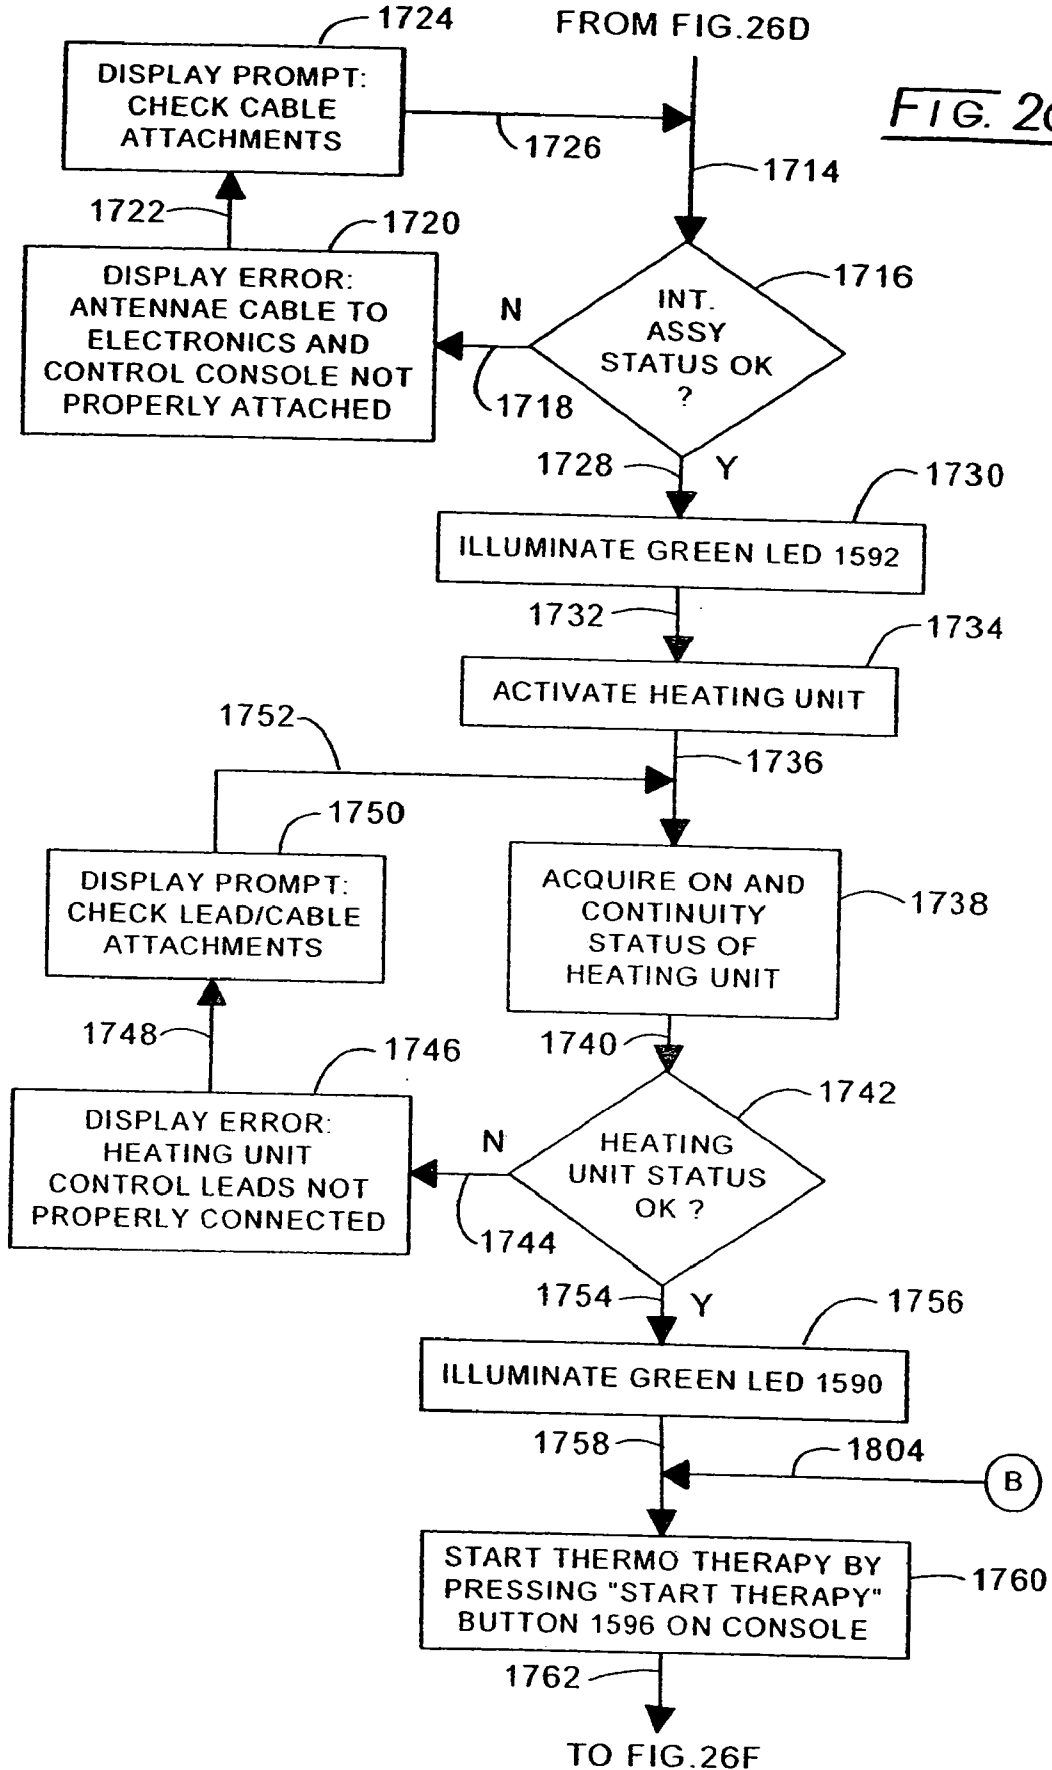 1724
FROM FIG.26D
DISPLAY PROMPT:
CHECK CABLE
ATTACHMENTS
FIG. 2
1726
1714
1722
1720
DISPLAY ERROR:
ANTENNAE CABLE TO
ELECTRONICS AND
CONTROL CONSOLE NOT
PROPERLY ATTACHED
N
1718
INT.
ASSY
STATUS OK
?
1716
1728
Y
1730
ILLUMINATE GREEN LED 1592
1732
1734
ACTIVATE HEATING UNIT
1752
1736
1750
DISPLAY PROMPT:
CHECK LEAD/CABLE
ATTACHMENTS
ACQUIRE ON AND
CONTINUITY
STATUS OF
HEATING UNIT
1738
1748
1740
1746
DISPLAY ERROR:
HEATING UNIT
CONTROL LEADS NOT
PROPERLY CONNECTED
N
1744
HEATING
UNIT STATUS
OK ?
1742
1754
Y
1756
ILLUMINATE GREEN LED 1590
1758
1804
B
START THERMO THERAPY BY
PRESSING "START THERAPY"
BUTTON 1596 ON CONSOLE
1760
1762
TO FIG.26F